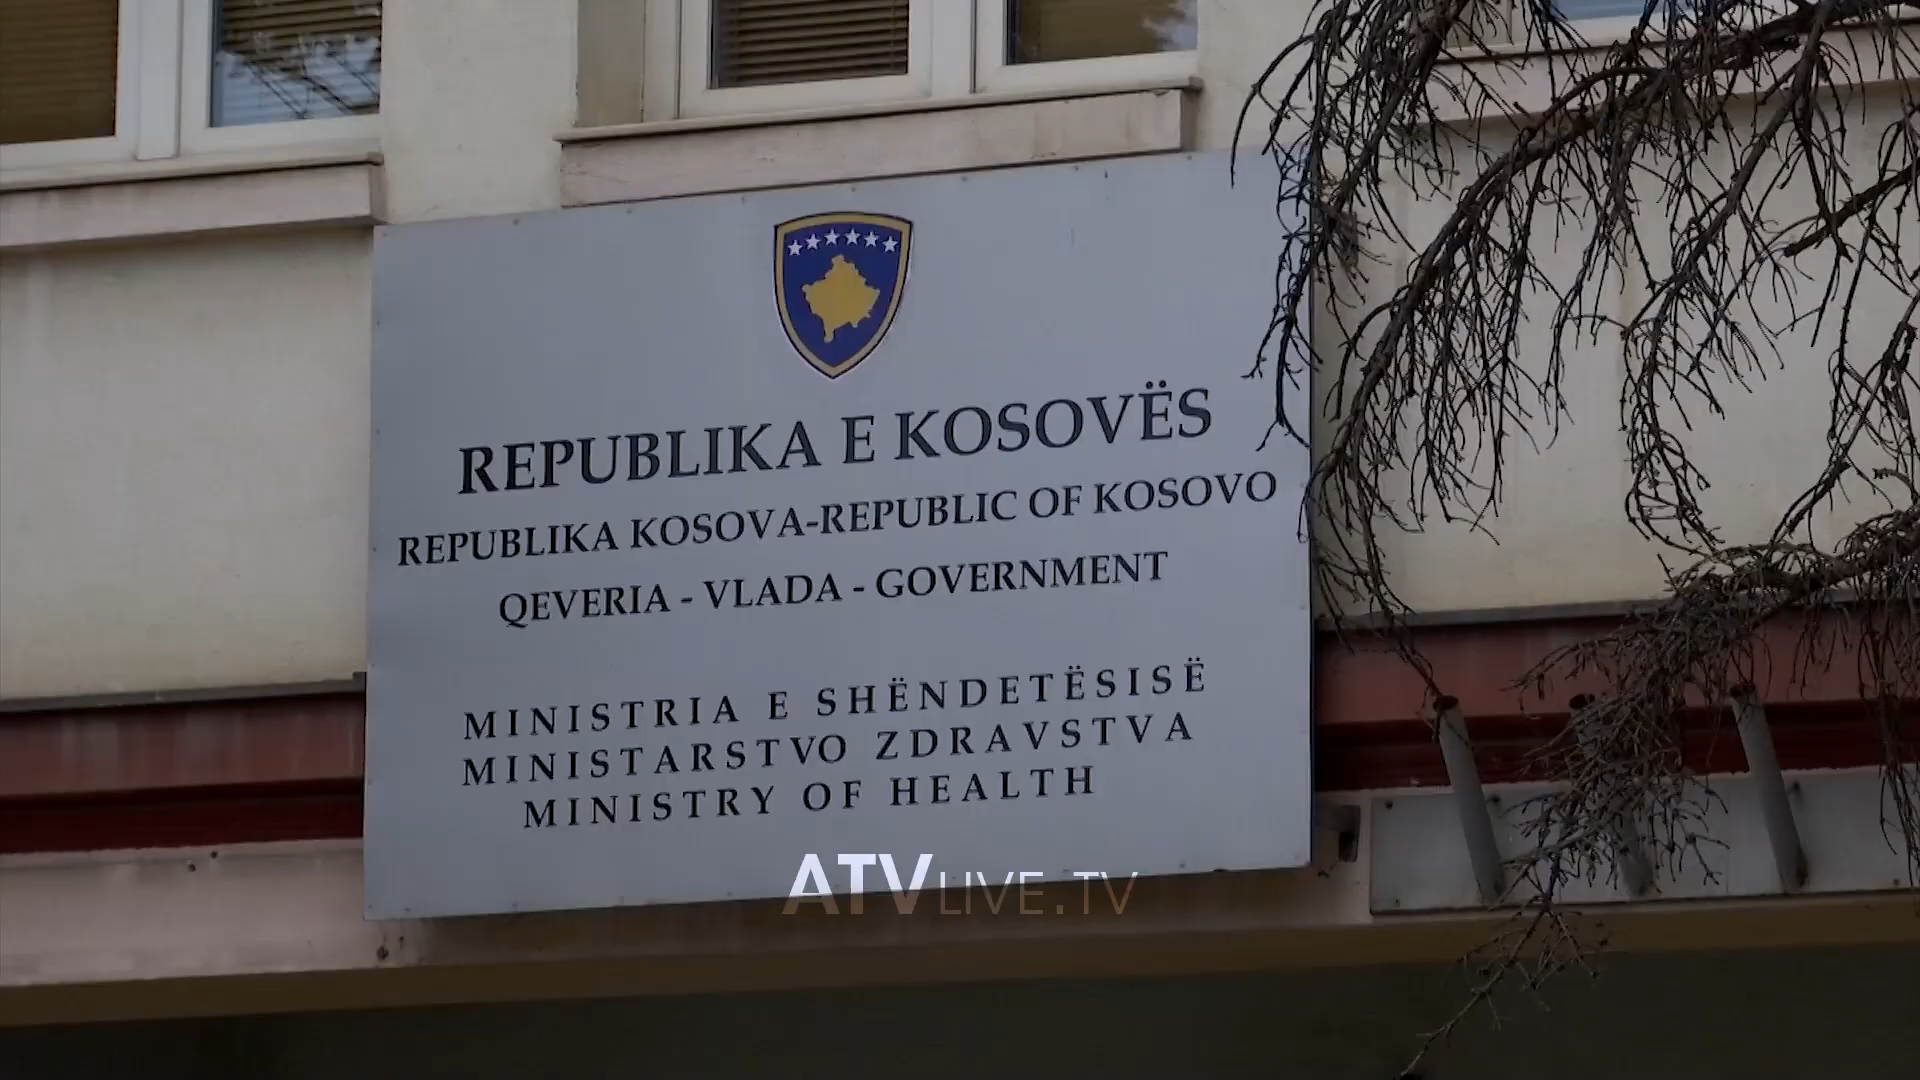 REPUBLIKA E KOSOVËS
REPUBLIKA KOSOVA-REPUBLIC OF KOSOVO
QEVERIA - VLADA - GOVERNMENT
MINISTRIA E SHËNDETËSISË
MINISTARSTVO ZDRAVSTVA
MINISTRY OF HEALTH
ATVLIVE.TV